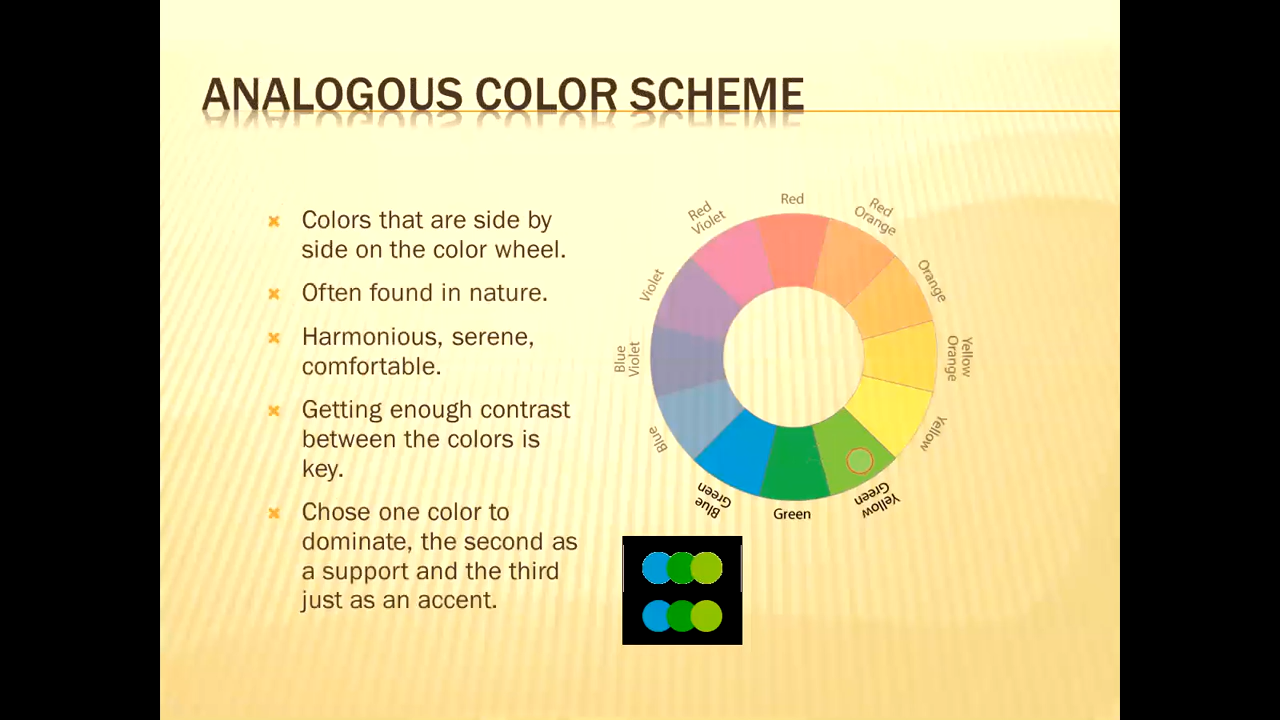 ANALOGOUS COLOR SCHEME
Colors that are side by
side on the color wheel.
Often found in nature.
Harmonious, serene,
comfortable.
Getting enough contrast
between the colors is
key.
Chose one color to
dominate, the second as
a support and the third
just as an accent.
Red
Red
Orange
Orange
Yellow
Orange
Yellow
Yellow
Green
Green
Blue
Green
Blue
Blue
Violet
Violet
Red
Violet